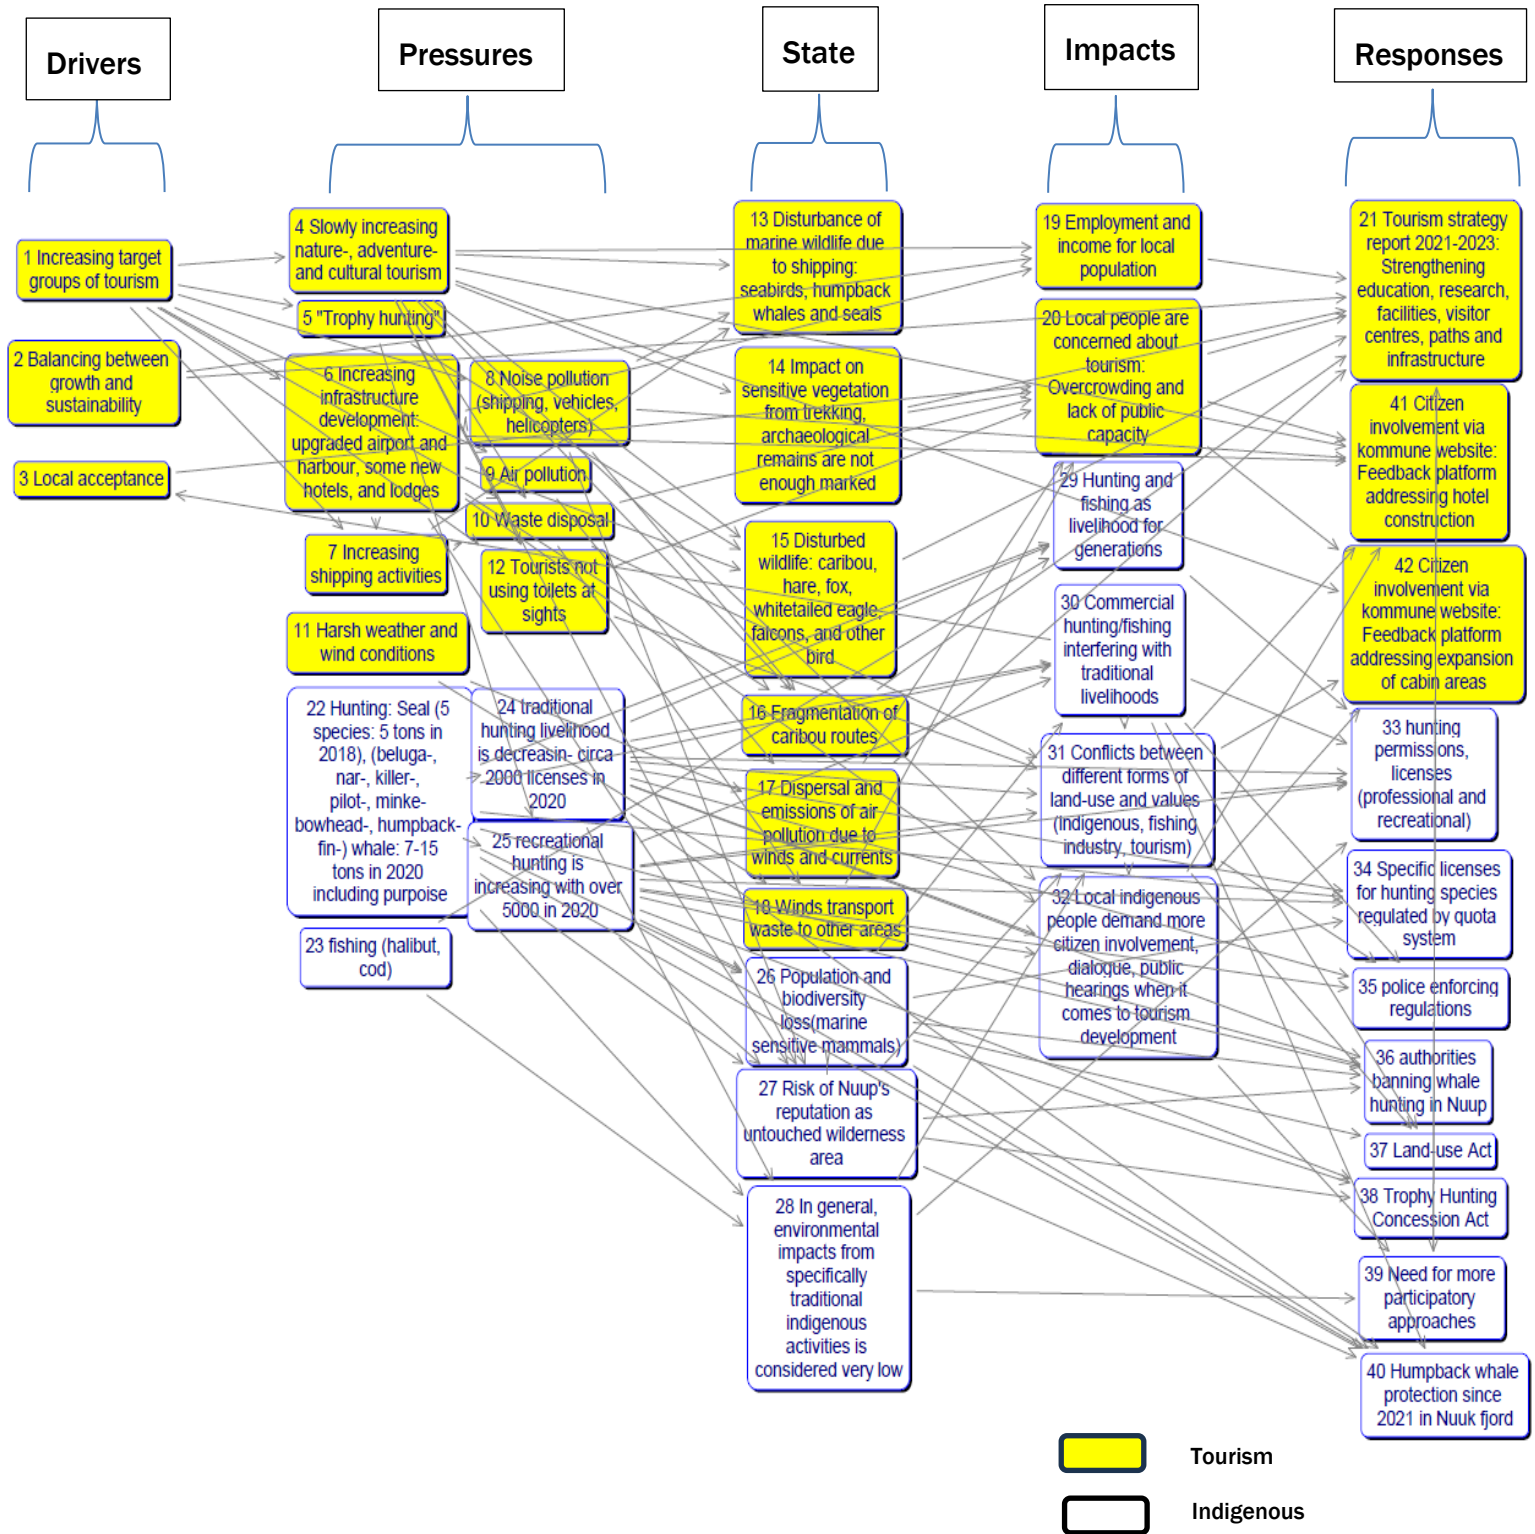 Drivers
Pressures
State
Impacts
Responses
1 Increasing target
groups of tourism
2 Balancing between
growth and
sustainability
3 Local acceptance
4 Slowly increasing
nature-, adventure-
and cultural tourism
5 "Trophy hunting"
6 Increasing
infrastructure
development:
upgraded airport and
harbour, some new
hotels, and lodges
7 Increasing
shipping activities
8 Noise pollution
(shipping, vehicles,
helicopters)
9 Air pollution
10 Waste disposal
12 Tourists not
using toilets at
sights
11 Harsh weather and
wind conditions
22 Hunting: Seal (5
species: 5 tons in
2018), (beluga-,
nar-, killer-,
pilot-, minke-
bowhead-, humpback-
fin-) whale: 7-15
tons in 2020
including purpoise
24 traditional
hunting livelihood
is decreasin- circa
2000 licenses in
2020
25 recreational
hunting is
increasing with over
5000 in 2020
23 fishing (halibut,
cod)
13 Disturbance of
marine wildlife due
to shipping:
seabirds, humpback
whales and seals
14 Impact on
sensitive vegetation
from trekking,
archaeological
remains are not
enough marked
15 Disturbed
wildlife: caribou,
hare, fox,
whitetailed eagle,
falcons, and other
bird
16 Fragmentation of
caribou routes
17 Dispersal and
emissions of air
pollution due to
winds and currents
18 Winds transport
waste to other areas
26 Population and
biodiversity
loss(marine
sensitive mammals)
27 Risk of Nuup's
reputation as
untouched wilderness
area
28 In general,
environmental
impacts from
specifically
traditional
indigenous
activities is
considered very low
19 Employment and
income for local
population
20 Local people are
concerned about
tourism:
Overcrowding and
lack of public
capacity
29 Hunting and
fishing as
livelihood for
generations
30 Commercial
hunting/fishing
interfering with
traditional
livelihoods
31 Conflicts between
different forms of
land-use and values
(Indigenous, fishing
industry, tourism)
32 Local indigenous
people demand more
citizen involvement,
dialogue, public
hearings when it
comes to tourism
development
21 Tourism strategy
report 2021-2023:
Strengthening
education, research,
facilities, visitor
centres, paths and
infrastructure
41 Citizen
involvement via
kommune website:
Feedback platform
addressing hotel
construction
42 Citizen
involvement via
kommune website:
Feedback platform
addressing expansion
of cabin areas
33 hunting
permissions,
licenses
(professional and
recreational)
34 Specific licenses
for hunting species
regulated by quota
system
35 police enforcing
regulations
36 authorities
banning whale
hunting in Nuup
37 Land-use Act
38 Trophy Hunting
Concession Act
39 Need for more
participatory
approaches
40 Humpback whale
protection since
2021 in Nuuk fjord
Tourism
Indigenous